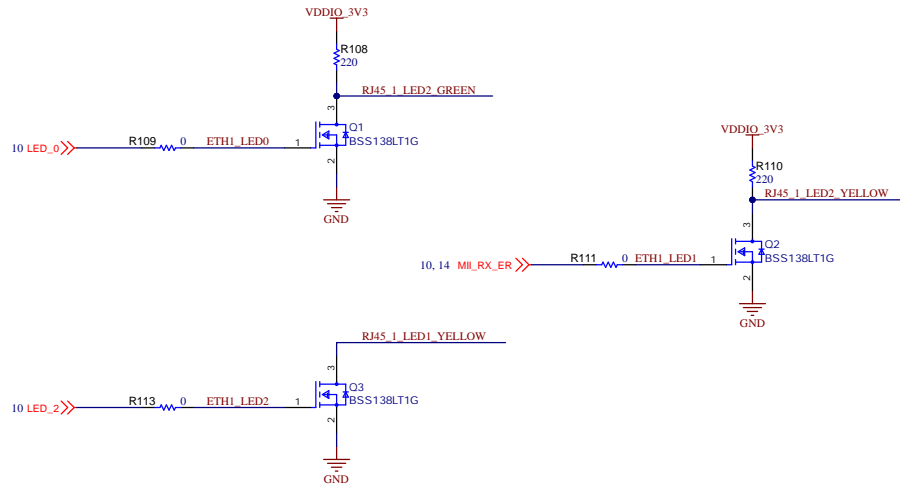 VDDIO_3V3
R108
220
RJ45_1_LED2_GREEN
3
Q1
BSS138LT1G
10 LED_0
R109
0
ETH1_LED0
1
2
GND
VDDIO_3V3
R110
220
RJ45_1_LED2_YELLOW
3
Q2
BSS138LT1G
10, 14 MII_RX_ER
R111
0
ETH1_LED1
1
2
GND
RJ45_1_LED1_YELLOW
3
Q3
BSS138LT1G
10 LED_2
R113
0
ETH1_LED2
1
2
GND